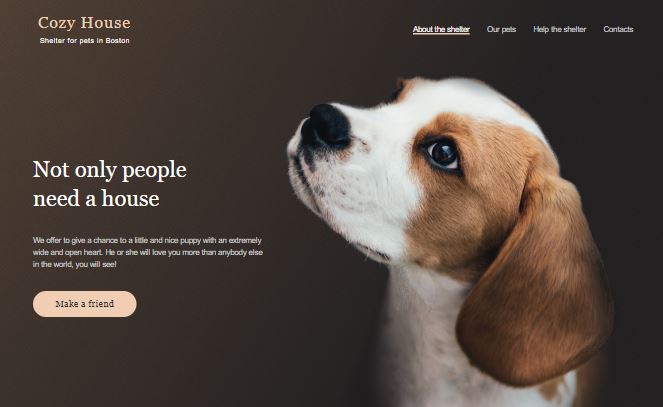 Cozy House
Shelter for pets in Boston
About the shelter Our pets Help the shelter Contacts
Not only people
need a house
We offer to give a chance to a little and nice puppy with an extremely
wide and open heart. He or she will love you more than anybody else
in the world, you will see!
Make a friend